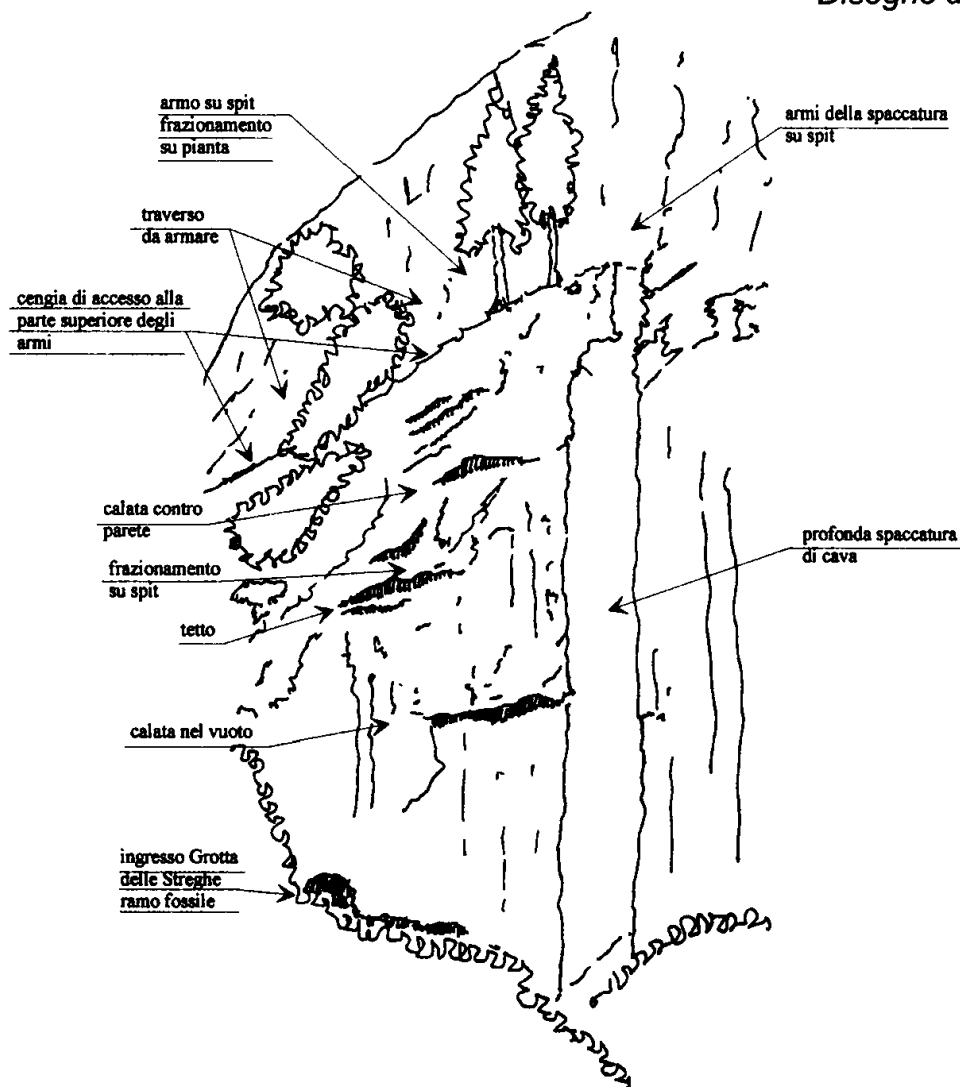 Disegno
armo su spit
frazionamento
su pianta
armi della spaccatura
su spit
traverso
da armare
cengia di accesso alla
parte superiore degli
armi
calata contro
parete
profonda spaccatura
di cava
frazionamento
su spit
tetto
calata nel vuoto
ingresso Grotta
delle Streghe
ramo fossile